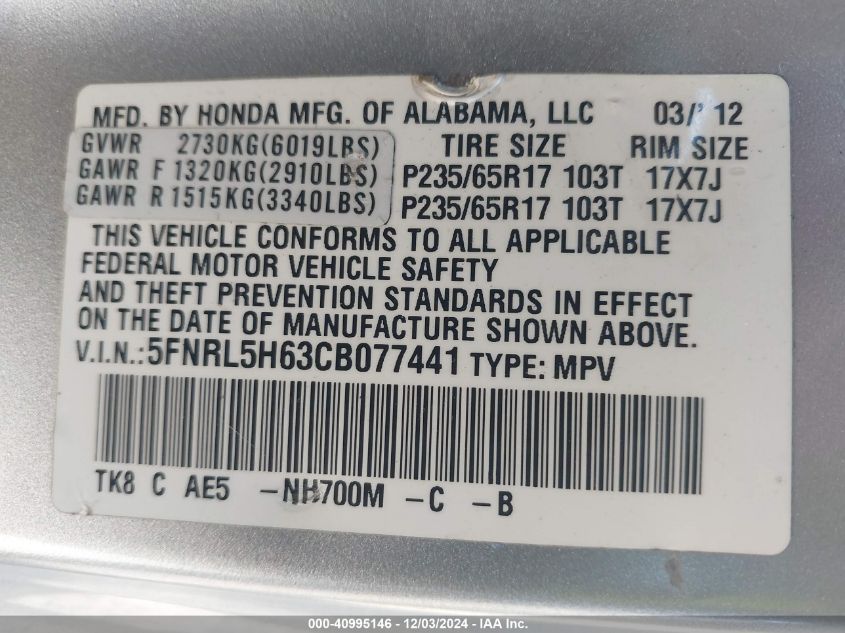 MFD. BY HONDA MFG. OF ALABAMA, LLC 03/'12
GVWR 2730KG(6019LBS) TIRE SIZE RIM SIZE
GAWR F 1320KG(2910LBS) P235/65R17 103T 17X7J
GAWR R 1515KG(3340LBS) P235/65R17 103T 17X7J
THIS VEHICLE CONFORMS TO ALL APPLICABLE
FEDERAL MOTOR VEHICLE SAFETY
AND THEFT PREVENTION STANDARDS IN EFFECT
ON THE DATE OF MANUFACTURE SHOWN ABOVE.
V.I.N.:5FNRL5H63CB077441 TYPE: MPV
TK8 C AE5 -NH700M -C -B
000-40995146 - 12/03/2024 - IAA Inc.